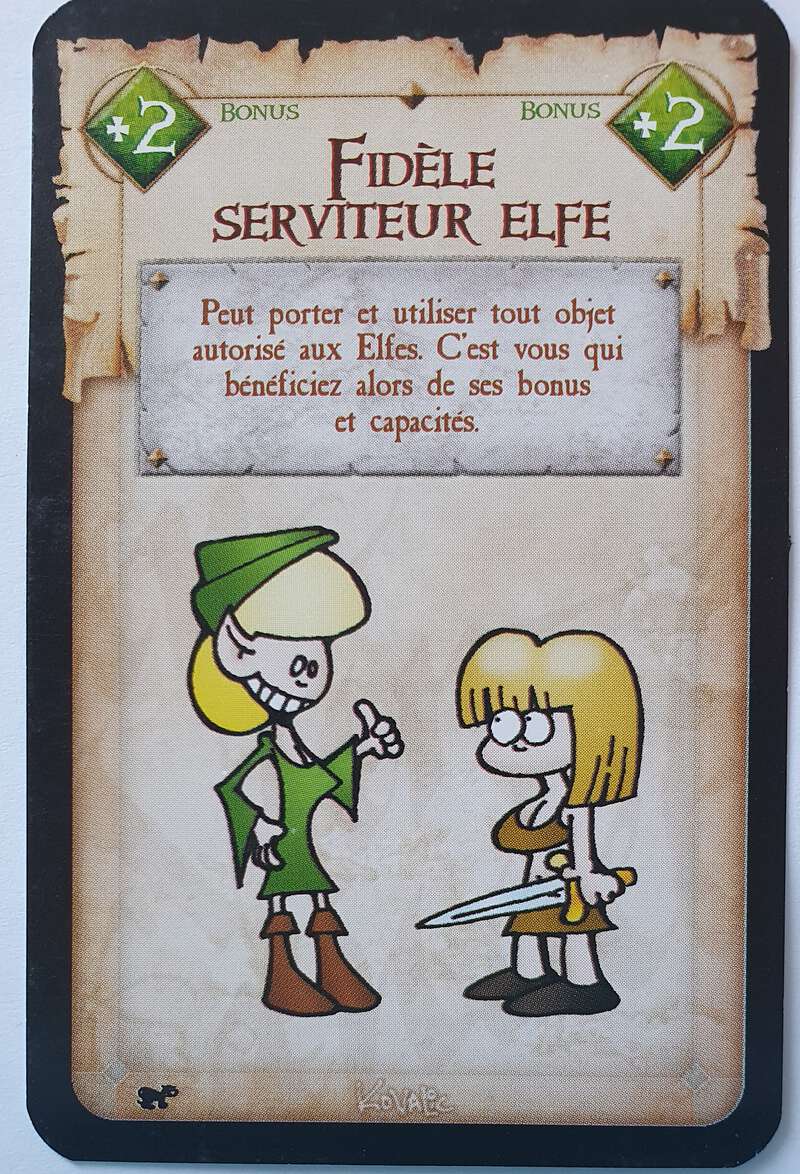 +2 BONUS BONUS +2
FIDÈLE
SERVITEUR ELFE
Peut porter et utiliser tout objet
autorisé aux Elfes. C'est vous qui
bénéficiez alors de ses bonus
et capacités.
KOVALIC